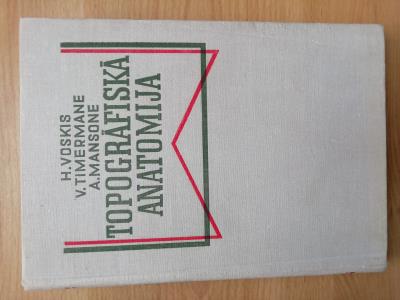 H.VOSKIS
V.TIMERMANE
A.MANSONE
TOPOGRĀFISKĀ
ANATOMIJA